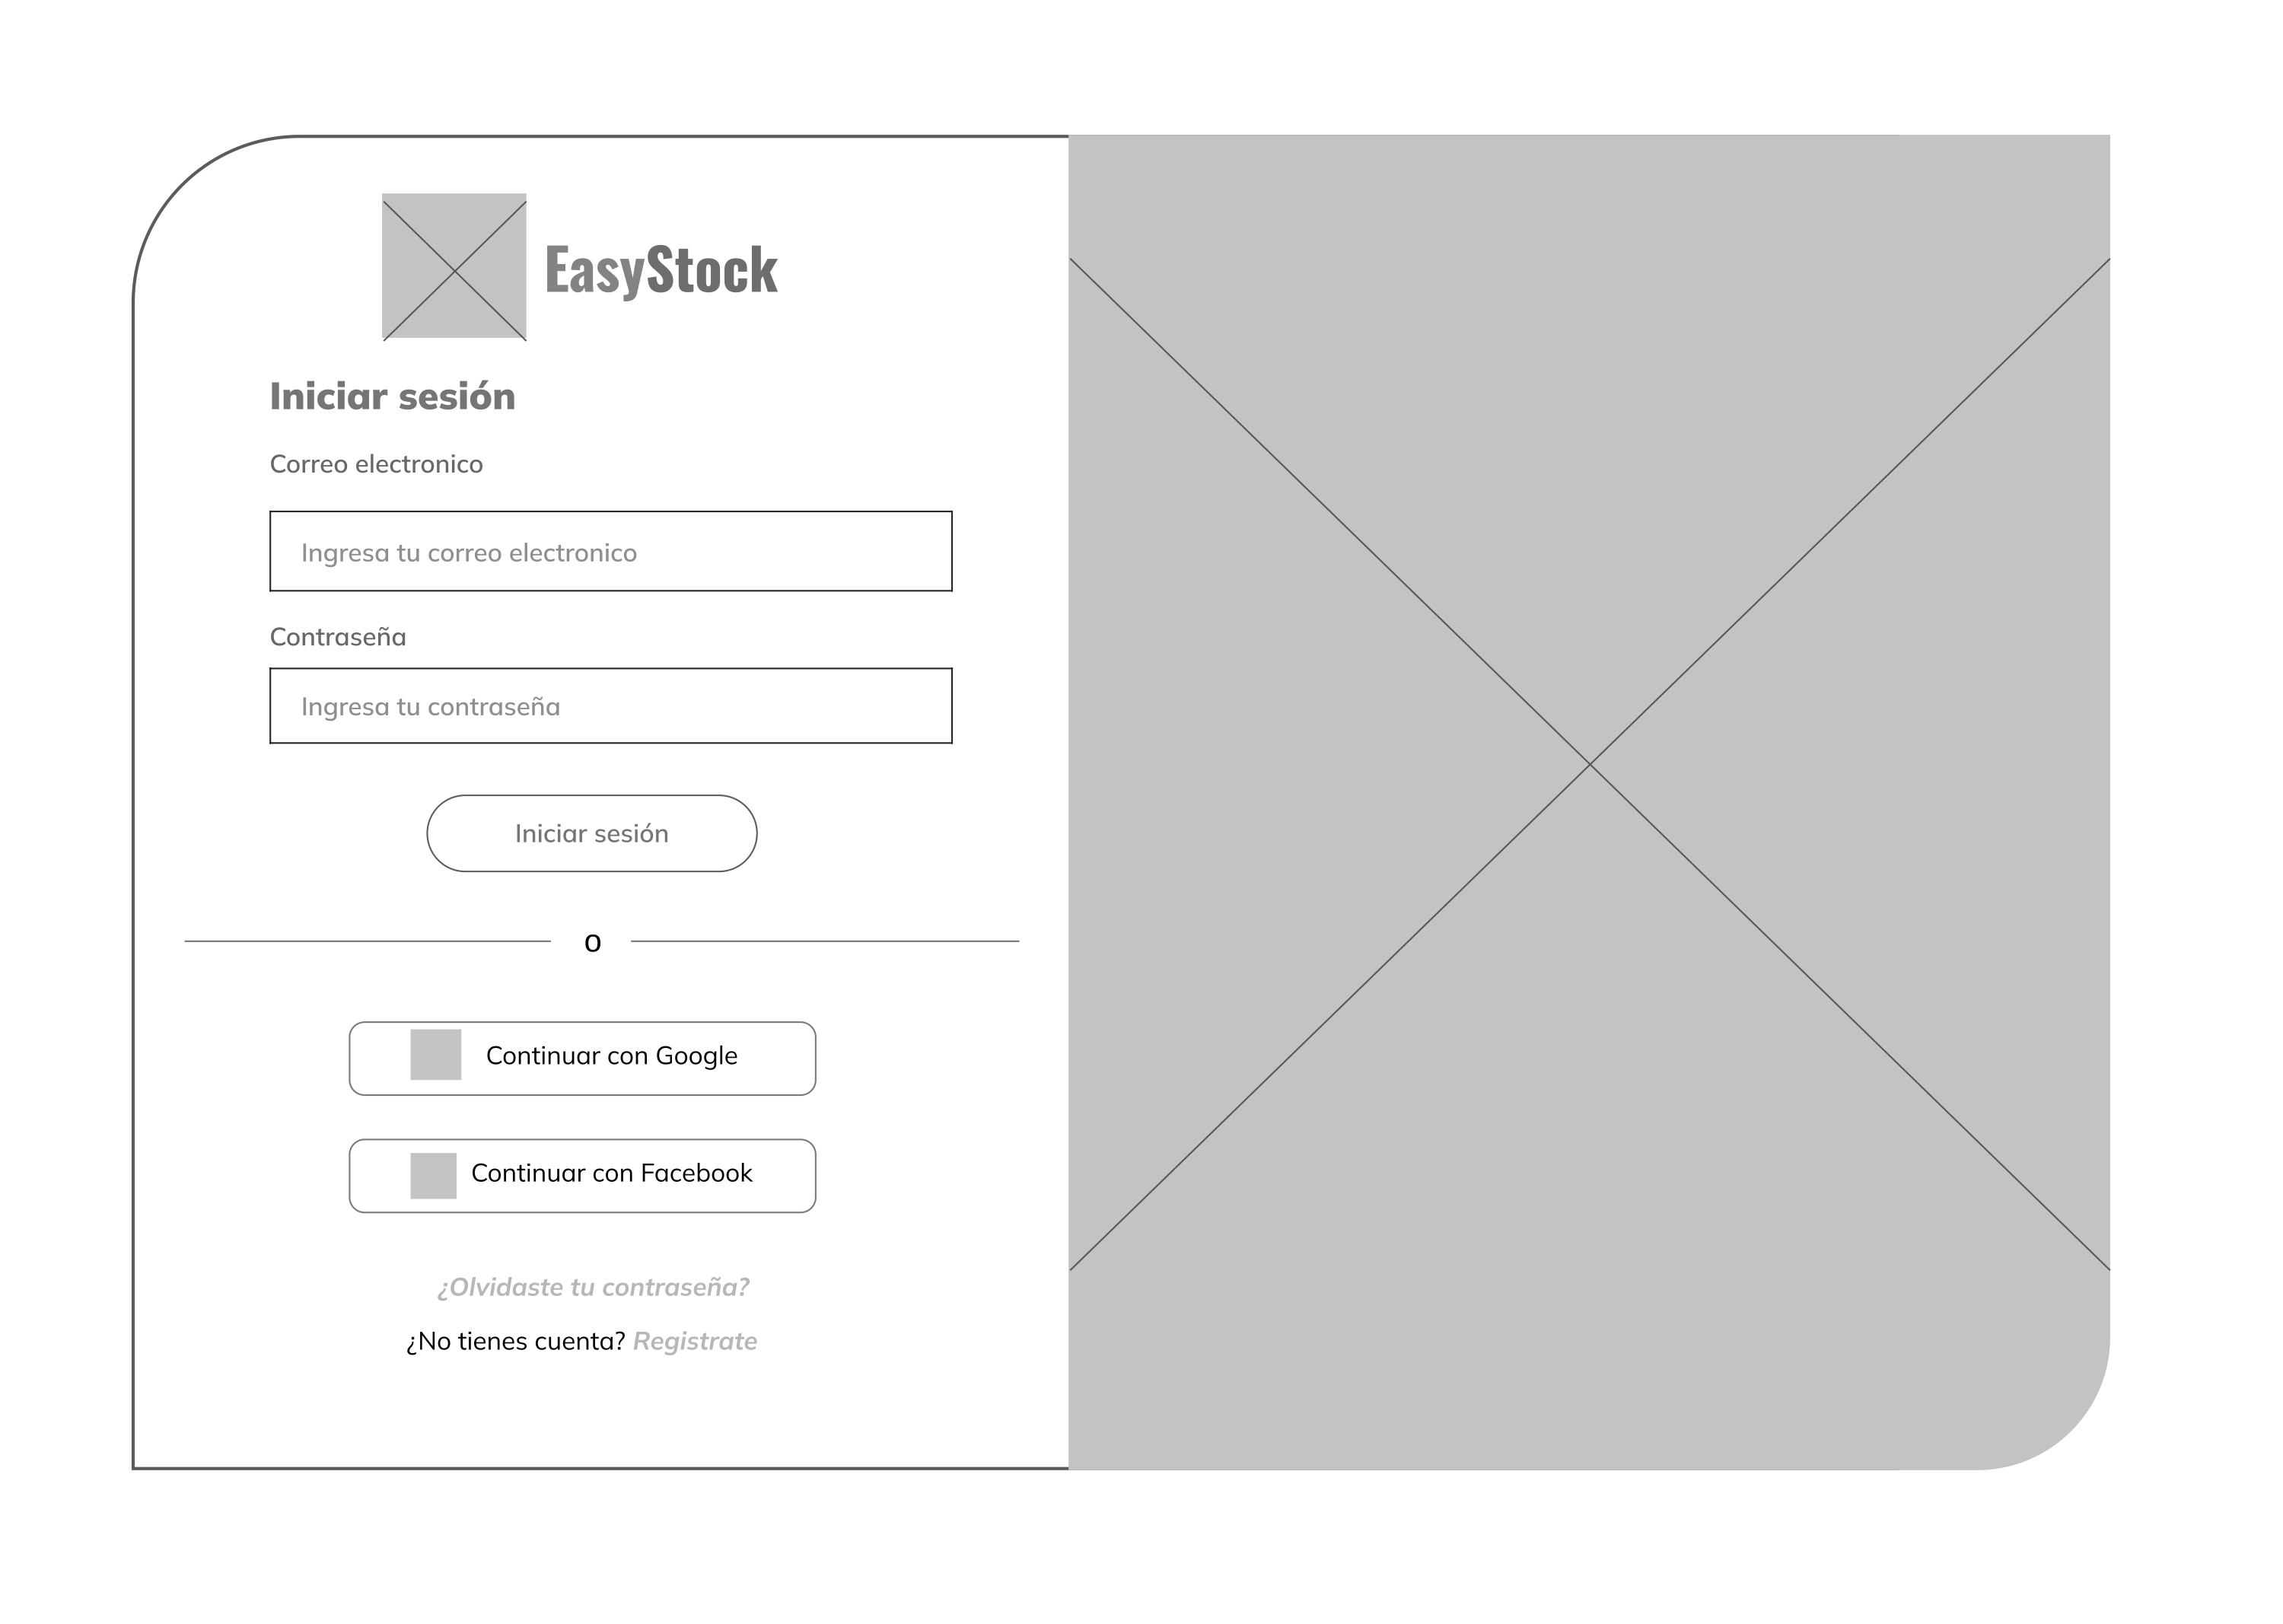 EasyStock
Iniciar sesión
Correo electronico
Ingresa tu correo electronico
Contraseña
Ingresa tu contraseña
Iniciar sesión
o
Continuar con Google
Continuar con Facebook
¿Olvidaste tu contraseña?
¿No tienes cuenta? Registrate